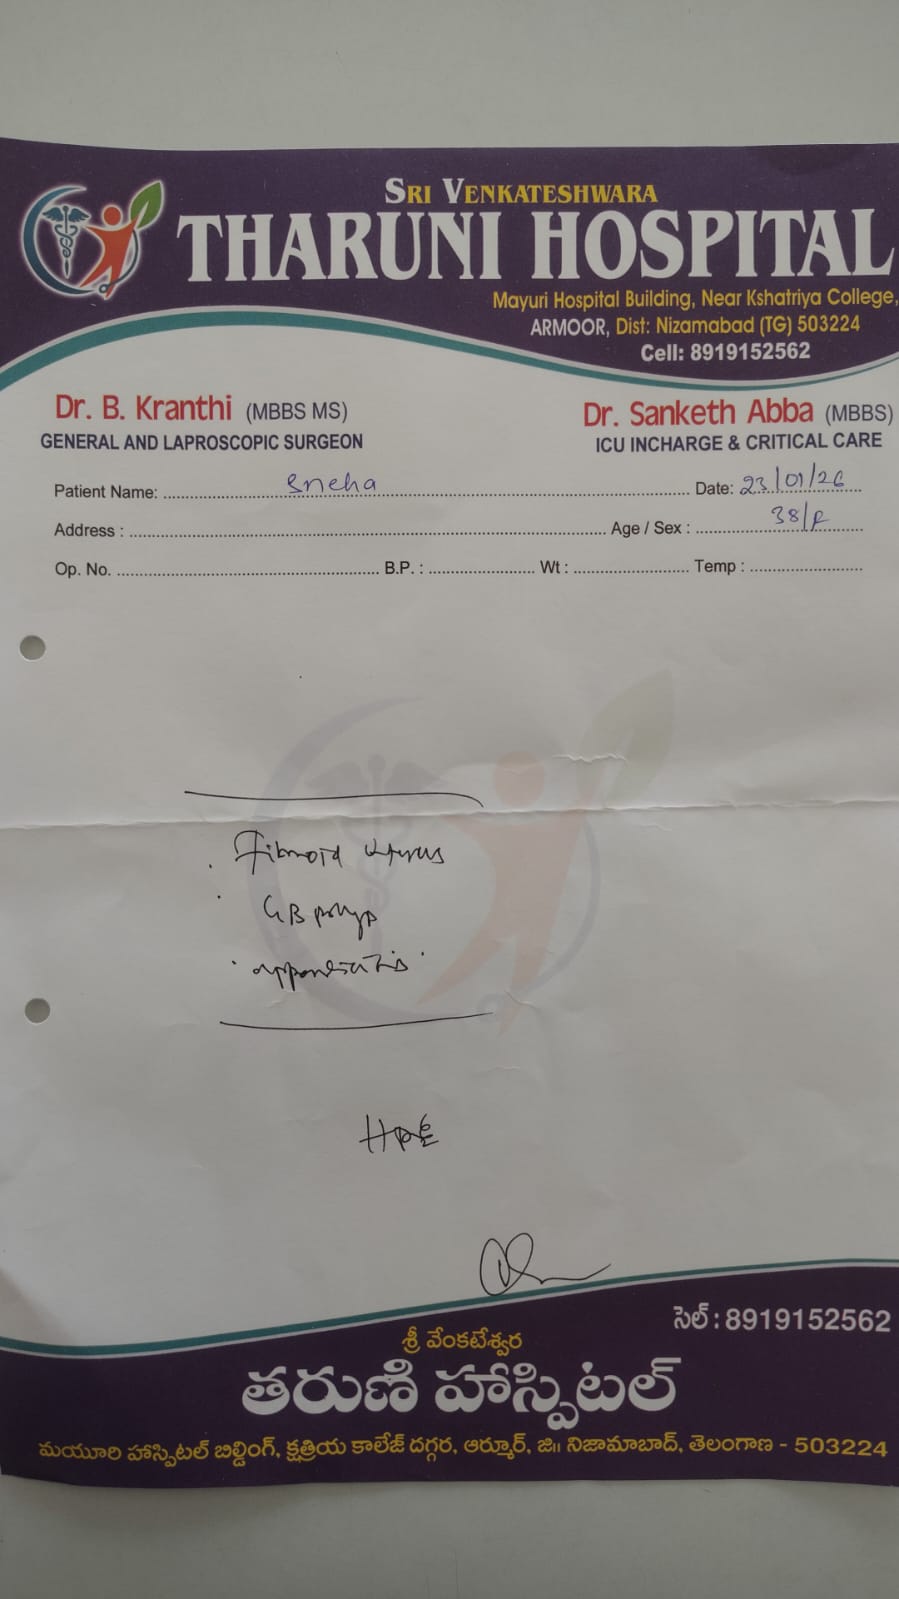 SRI VENKATESHWARA
THARUNI HOSPITAL
Mayuri Hospital Building, Near Kshatriya College,
ARMOOR, Dist: Nizamabad (TG) 503224
Cell: 8919152562
Dr. B. Kranthi (MBBS MS)
GENERAL AND LAPROSCOPIC SURGEON
Dr. Sanketh Abba (MBBS)
ICU INCHARGE & CRITICAL CARE
Patient Name: Sneha Date: 23/01/26
Address : Age / Sex : 38/F
Op. No. B.P. : Wt : Temp :
Fibroid uterus
GB polyp
HPE
సెల్ : 8919152562
శ్రీ వేంకటేశ్వర
తరుణి హాస్పిటల్
మయూరి హాస్పిటల్ బిల్డింగ్, క్షత్రియ కాలేజ్ దగ్గర, ఆర్మూర్, జి॥ నిజామాబాద్, తెలంగాణ - 503224